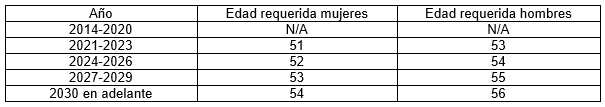 Año Edad requerida mujeres Edad requerida hombres
2014-2020 N/A N/A
2021-2023 51 53
2024-2026 52 54
2027-2029 53 55
2030 en adelante 54 56